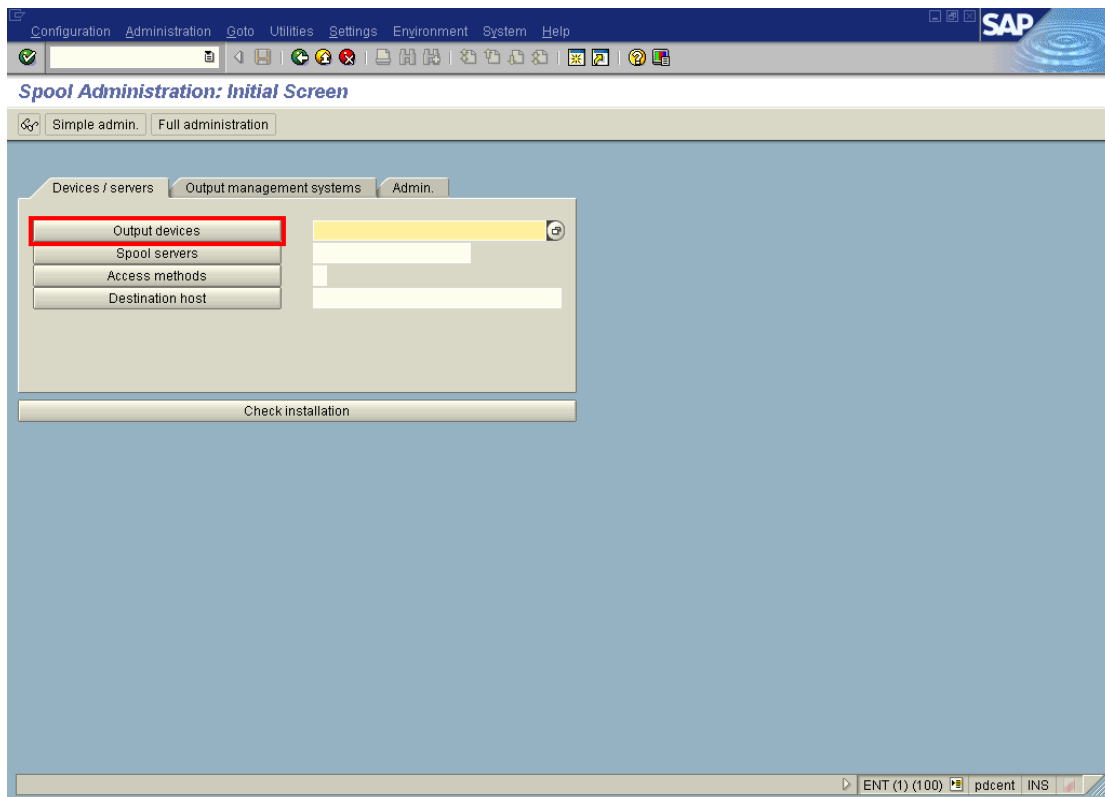 Configuration Administration Goto Utilities Settings Environment System Help
SAP
Spool Administration: Initial Screen
Simple admin. Full administration
Devices / servers Output management systems Admin.
Output devices
Spool servers
Access methods
Destination host
Check installation
ENT (1) (100) pdcent INS